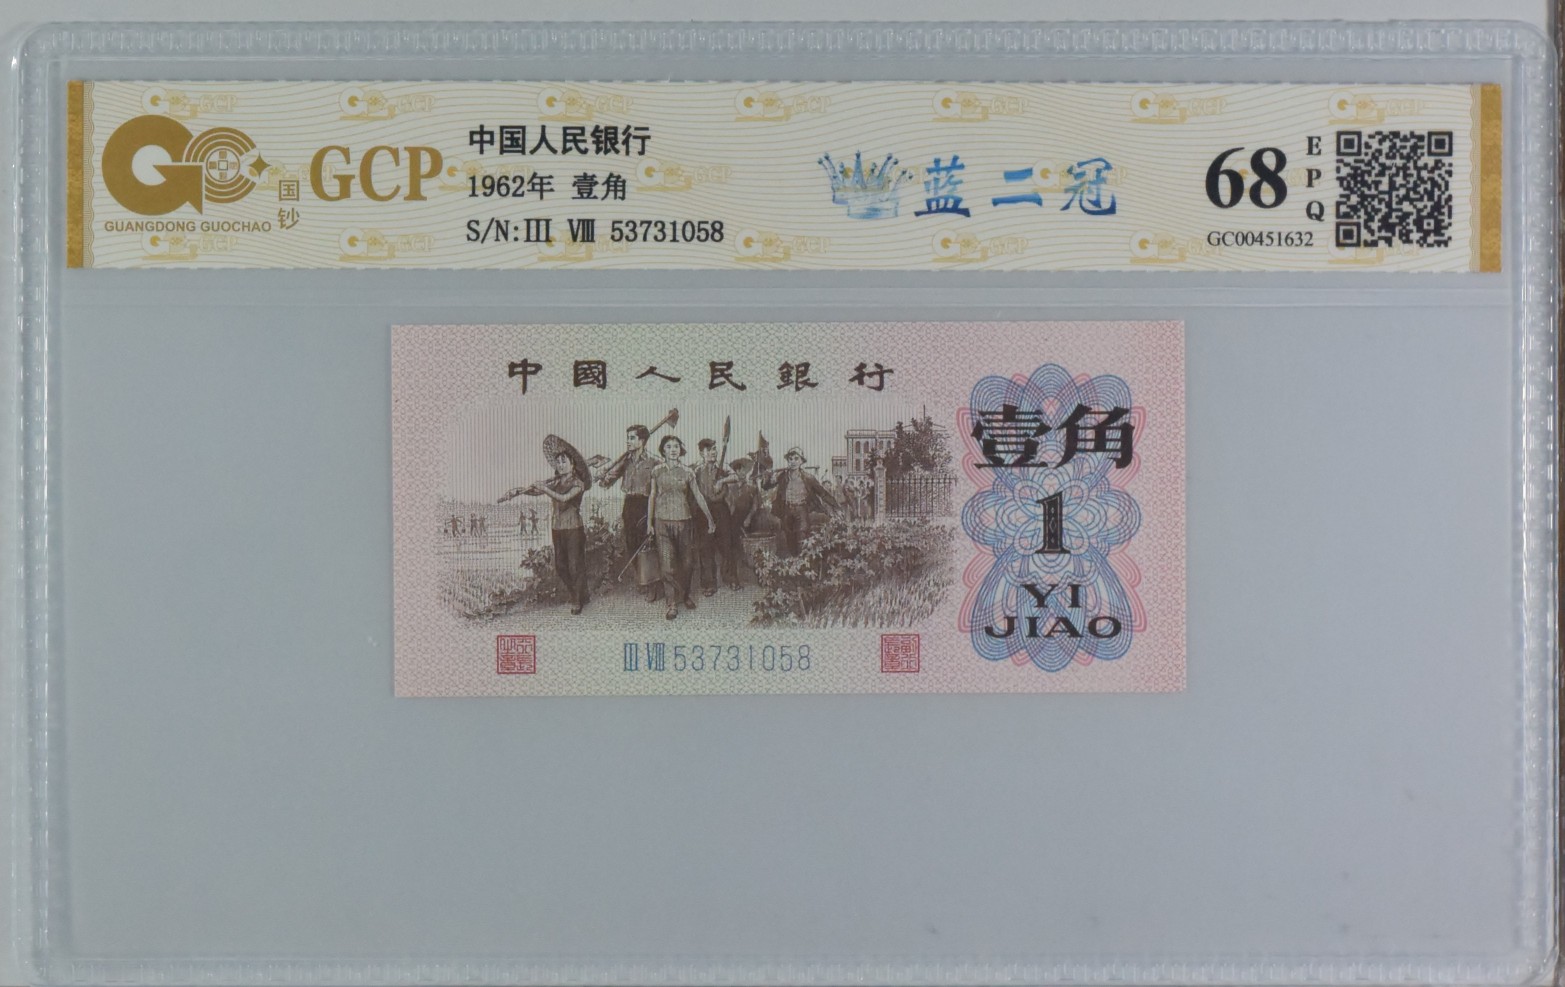 中国人民银行
GCP
1962年 壹角
国钞
GUANGDONG GUOCHAO
S/N:Ⅲ Ⅷ 53731058
蓝二冠
68
EPQ
GC00451632
中國人民銀行
壹角
1
YI
JIAO
Ⅲ Ⅷ 53731058